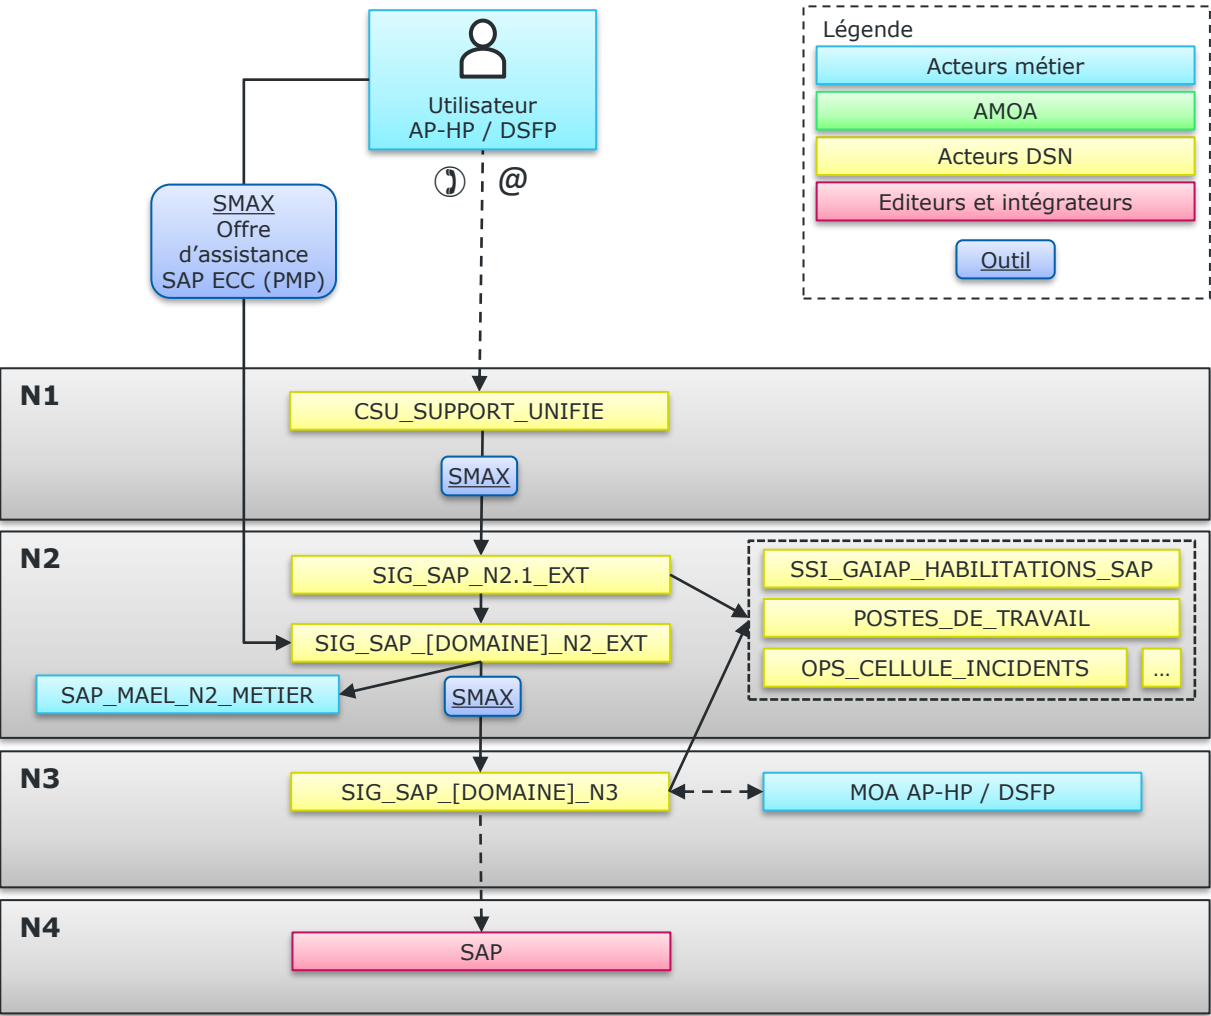 Utilisateur
AP-HP / DSFP
@
Légende
Acteurs métier
AMOA
Acteurs DSN
Editeurs et intégrateurs
Outil
SMAX
Offre
d’assistance
SAP ECC (PMP)
N1
CSU_SUPPORT_UNIFIE
SMAX
N2
SIG_SAP_N2.1_EXT
SIG_SAP_[DOMAINE]_N2_EXT
SAP_MAEL_N2_METIER
SMAX
SSI_GAIAP_HABILITATIONS_SAP
POSTES_DE_TRAVAIL
OPS_CELLULE_INCIDENTS
...
N3
SIG_SAP_[DOMAINE]_N3
MOA AP-HP / DSFP
N4
SAP